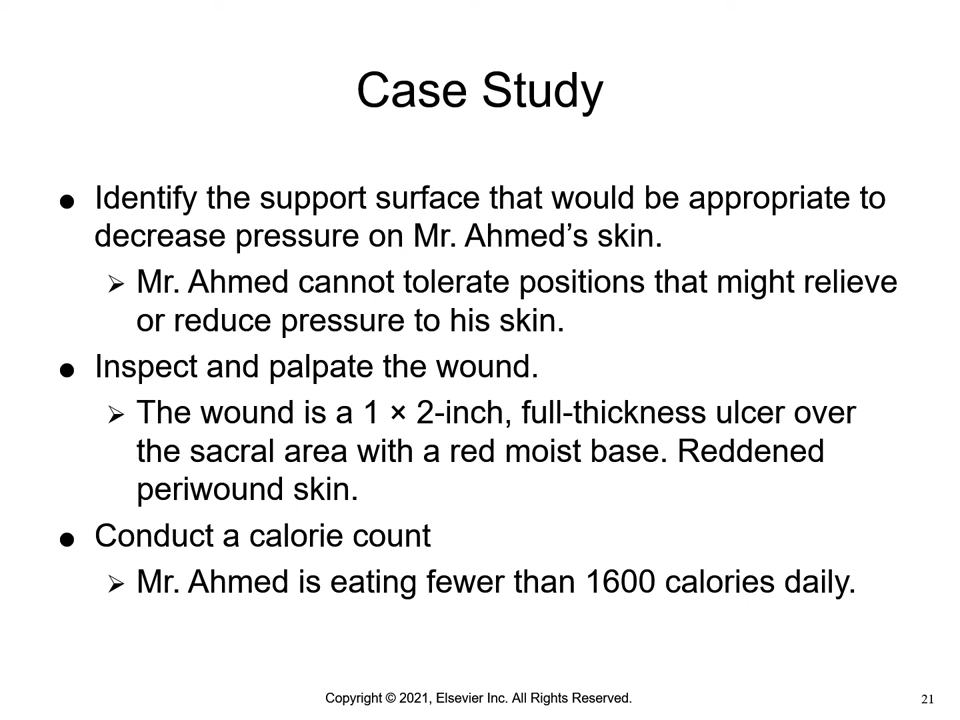 Case Study
● Identify the support surface that would be appropriate to
decrease pressure on Mr. Ahmed’s skin.
➢ Mr. Ahmed cannot tolerate positions that might relieve
or reduce pressure to his skin.
● Inspect and palpate the wound.
➢ The wound is a 1 × 2-inch, full-thickness ulcer over
the sacral area with a red moist base. Reddened
periwound skin.
● Conduct a calorie count
➢ Mr. Ahmed is eating fewer than 1600 calories daily.
Copyright © 2021, Elsevier Inc. All Rights Reserved.
21